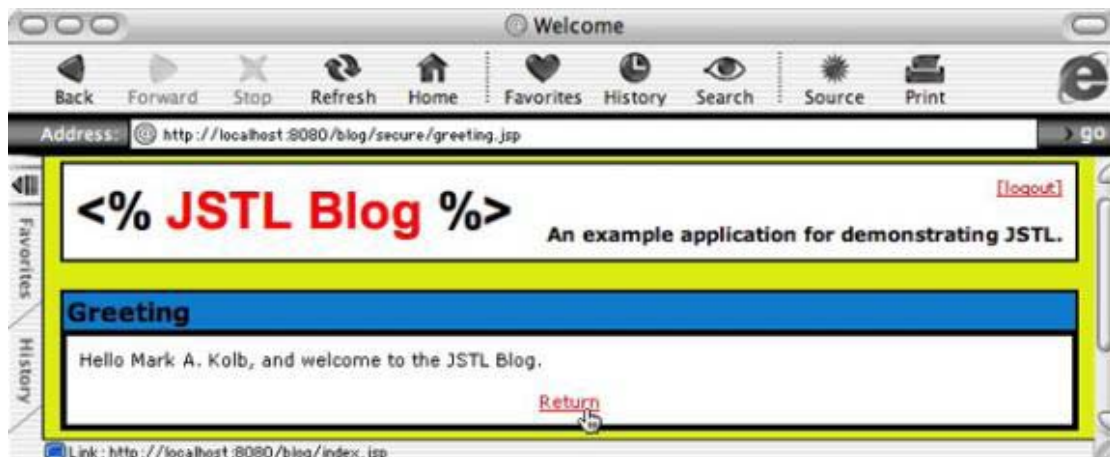 Welcome
Back Forward Stop Refresh Home Favorites History Search Source Print
Address: http://localhost:8080/blog/secure/greeting.jsp go
Favorites
History
<% JSTL Blog %>
[logout]
An example application for demonstrating JSTL.
Greeting
Hello Mark A. Kolb, and welcome to the JSTL Blog.
Return
Link: http://localhost:8080/blog/index.jsp